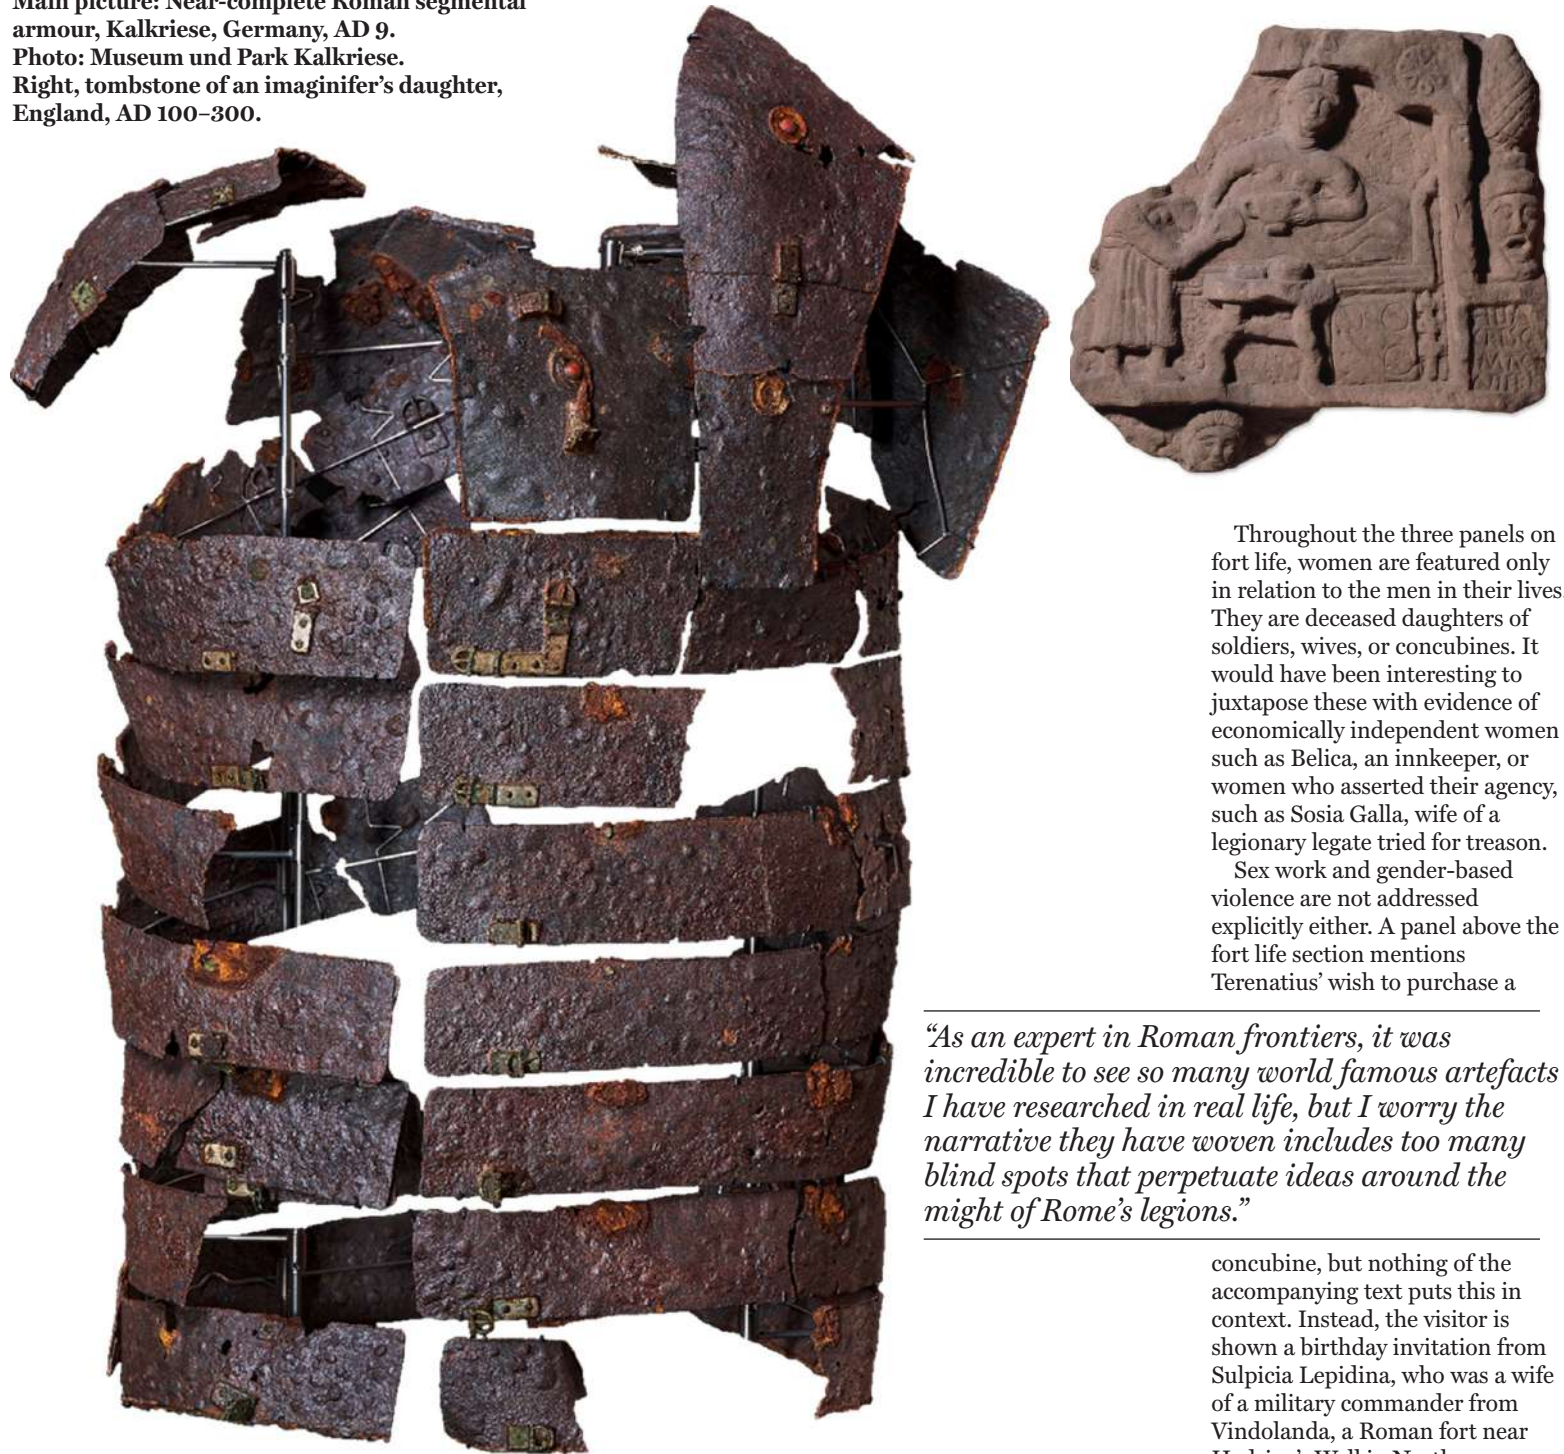 Main picture: Near-complete Roman segmental
armour, Kalkriese, Germany, AD 9.
Photo: Museum und Park Kalkriese.
Right, tombstone of an imaginifer’s daughter,
England, AD 100–300.
Throughout the three panels on
fort life, women are featured only
in relation to the men in their lives
They are deceased daughters of
soldiers, wives, or concubines. It
would have been interesting to
juxtapose these with evidence of
economically independent women
such as Belica, an innkeeper, or
women who asserted their agency,
such as Sosia Galla, wife of a
legionary legate tried for treason.
Sex work and gender-based
violence are not addressed
explicitly either. A panel above the
fort life section mentions
Terenatius’ wish to purchase a
“As an expert in Roman frontiers, it was
incredible to see so many world famous artefacts
I have researched in real life, but I worry the
narrative they have woven includes too many
blind spots that perpetuate ideas around the
might of Rome’s legions.”
concubine, but nothing of the
accompanying text puts this in
context. Instead, the visitor is
shown a birthday invitation from
Sulpicia Lepidina, who was a wife
of a military commander from
Vindolanda, a Roman fort near